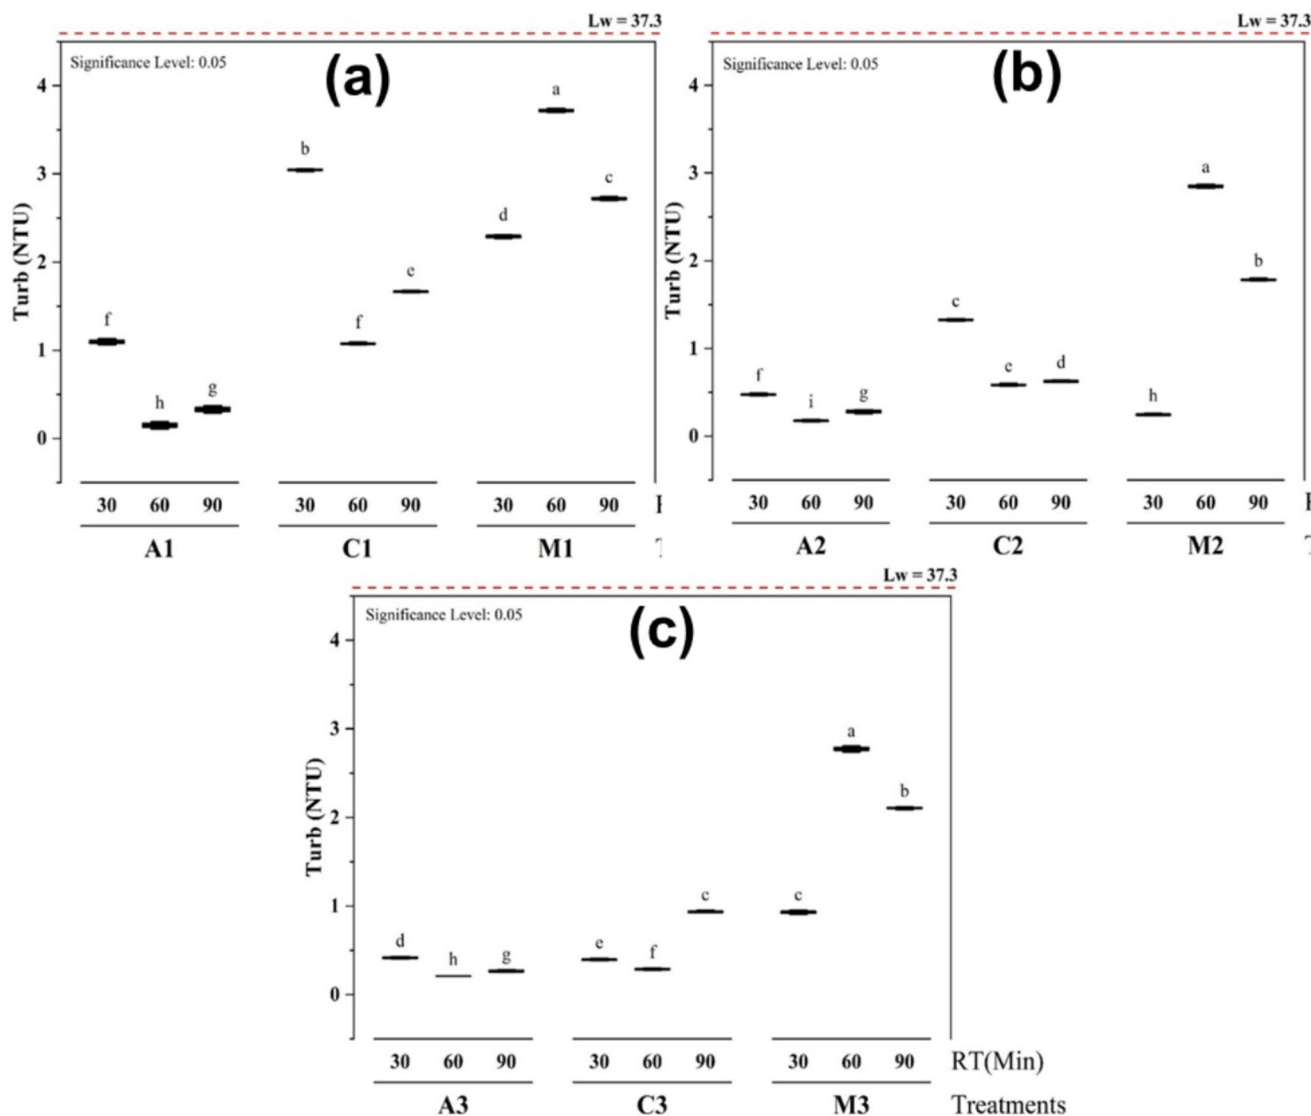 Lw = 37.3
Significance Level: 0.05
(a)
Turb (NTU)
4
3
2
1
0
f
h
g
b
f
e
d
a
c
30 60 90 30 60 90 30 60 90
A1 C1 M1
Lw = 37.3
Significance Level: 0.05
(b)
Turb (NTU)
4
3
2
1
0
f
i
g
c
e
d
h
a
b
30 60 90 30 60 90 30 60 90
A2 C2 M2
Lw = 37.3
Significance Level: 0.05
(c)
Turb (NTU)
4
3
2
1
0
d
h
g
e
f
c
c
a
b
30 60 90 30 60 90 30 60 90 RT(Min)
A3 C3 M3 Treatments